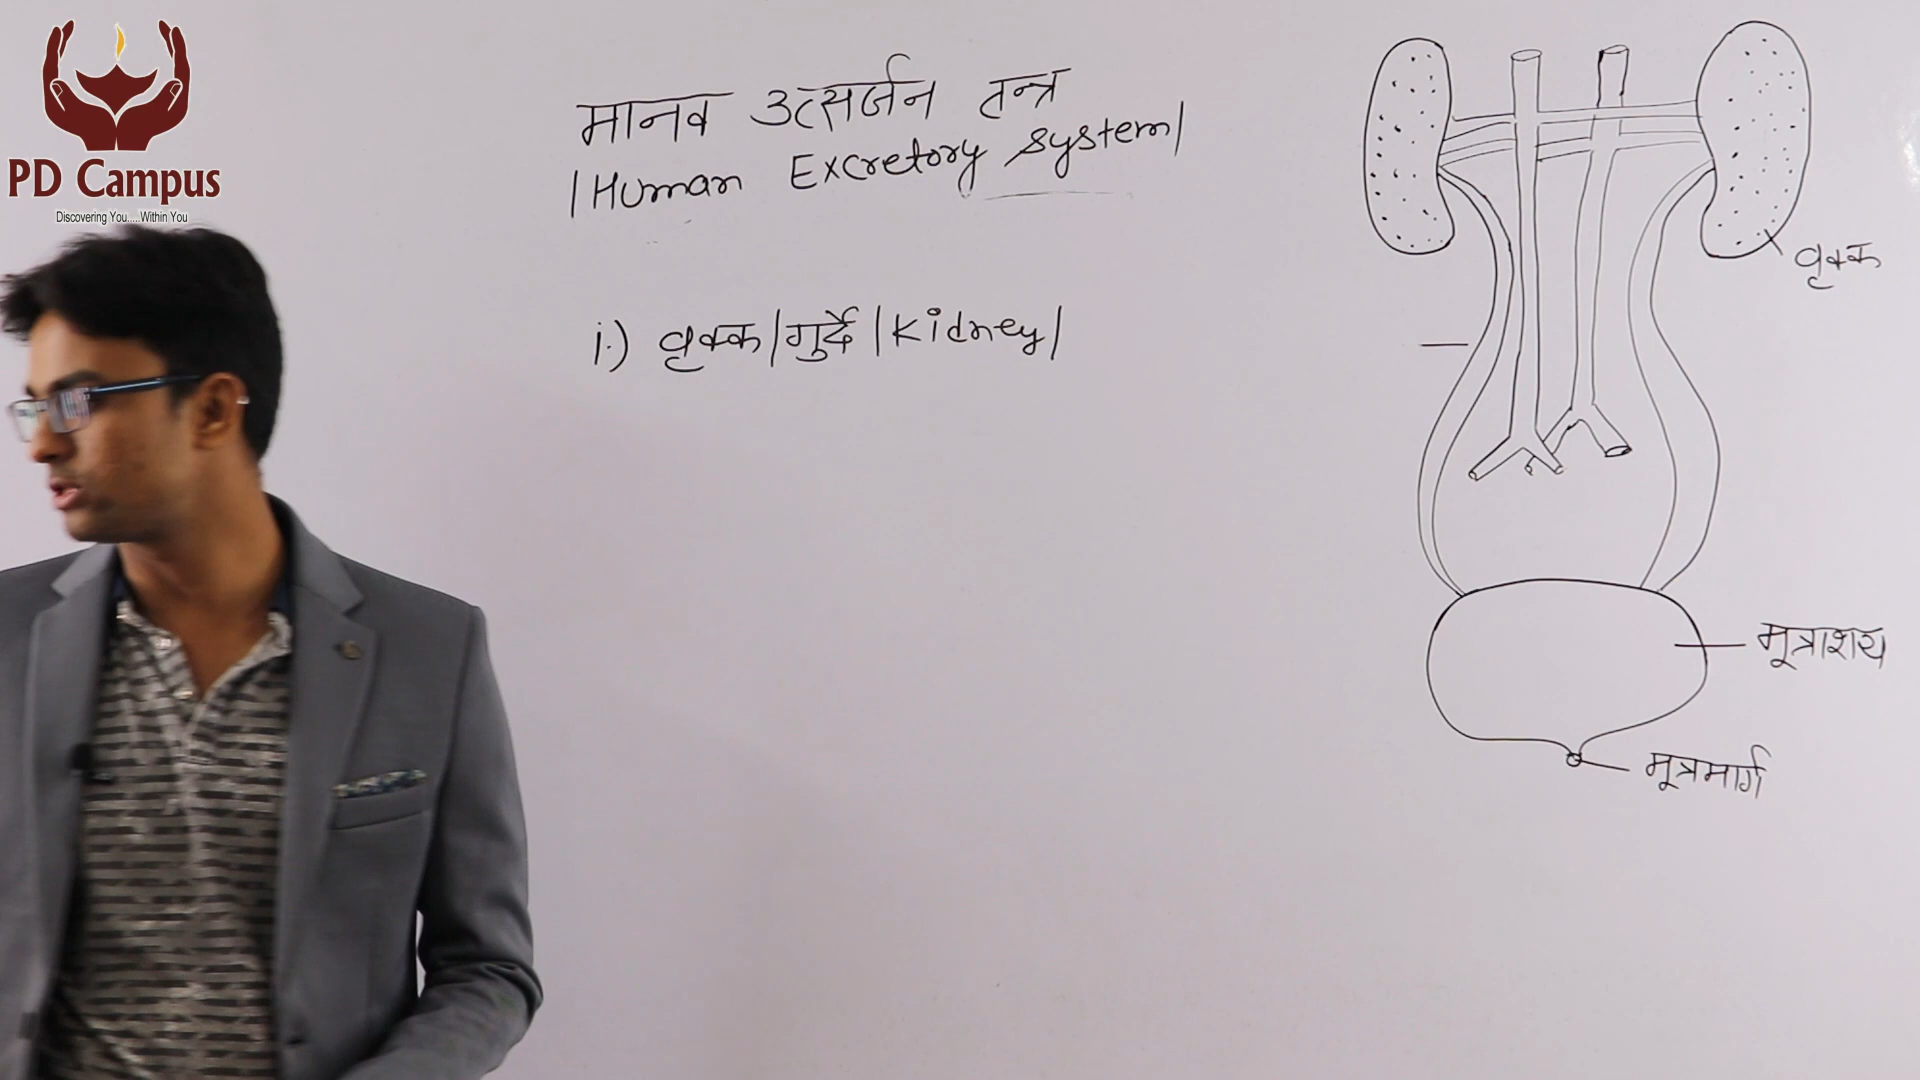 PD Campus
Discovering You.....Within You
मानव उत्सर्जन तन्त्र
|Human Excretory System|
i.) वृक्क|गुर्दे|Kidney|
वृक्क
मूत्राशय
मूत्रमार्ग